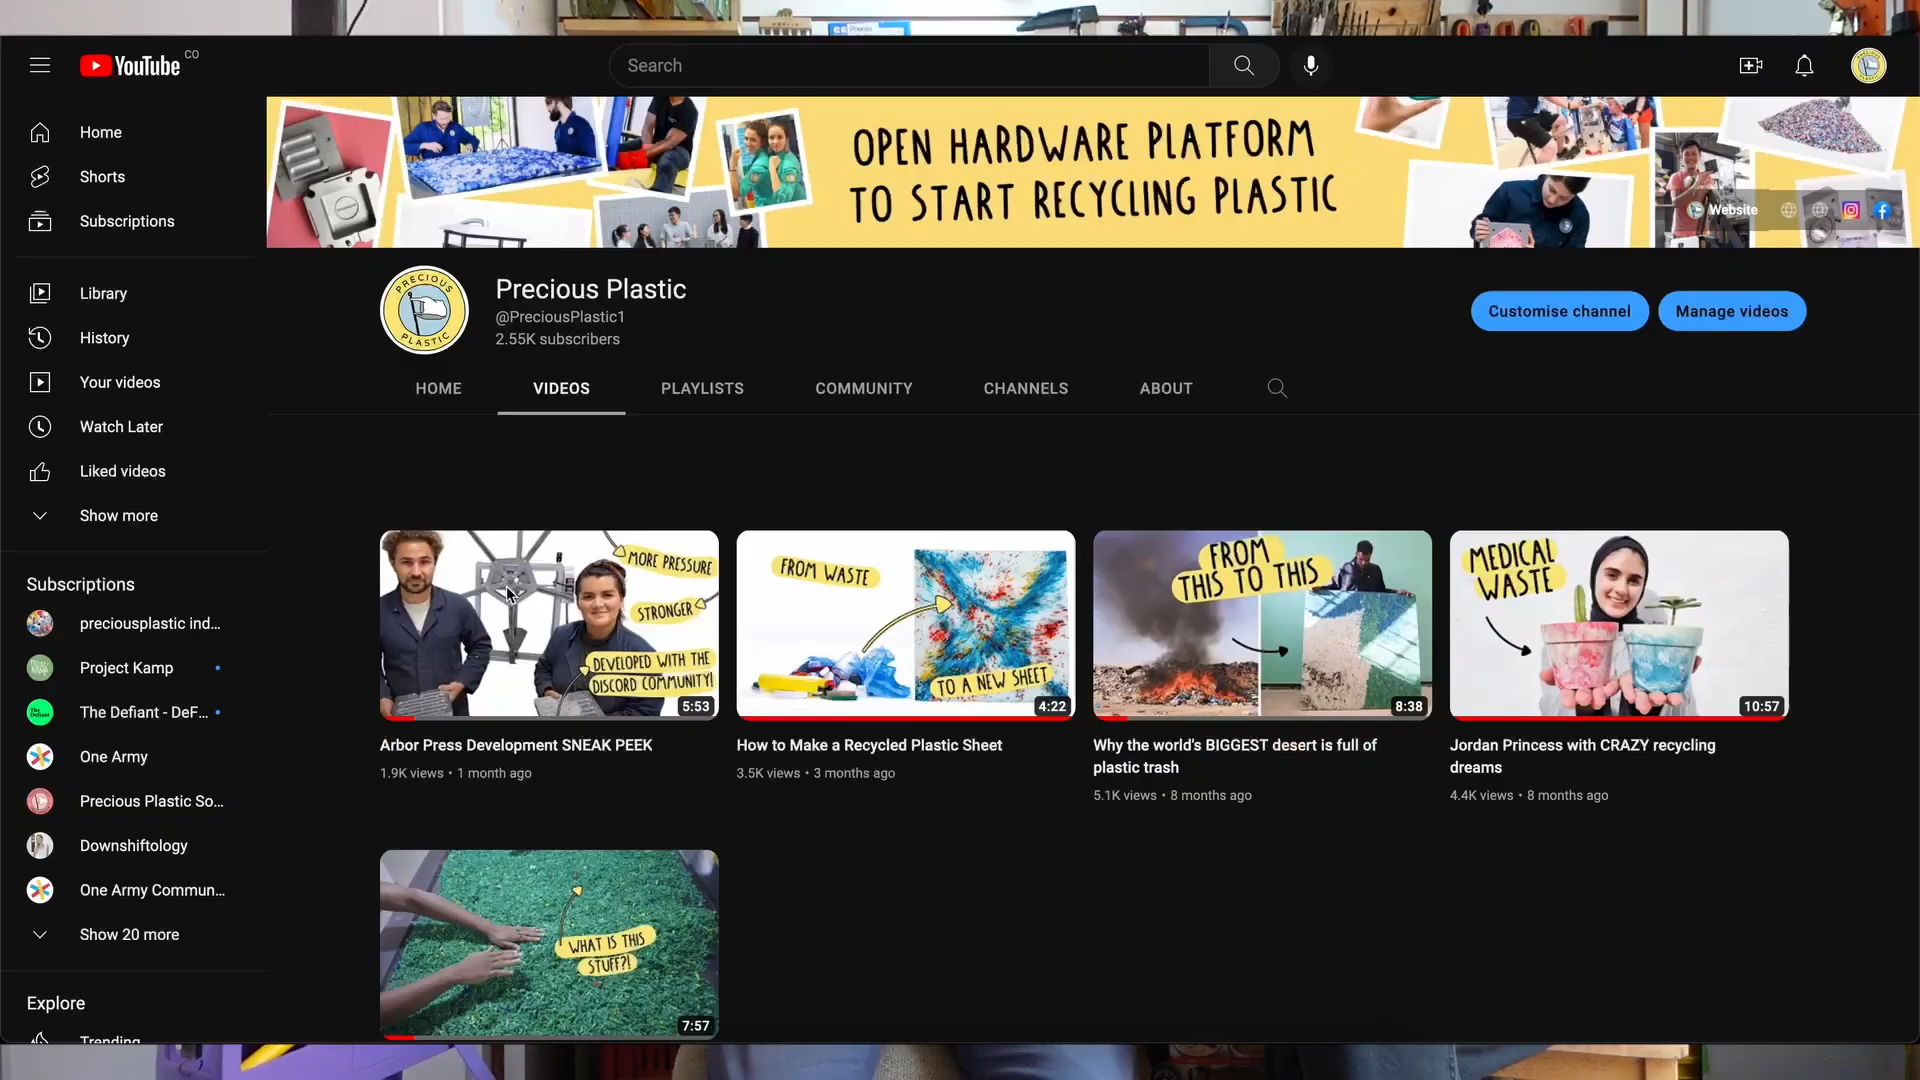 YouTube CO
Search
Home
Shorts
Subscriptions
Library
History
Your videos
Watch Later
Liked videos
Show more
Subscriptions
preciousplastic ind...
Project Kamp
The Defiant - DeF...
One Army
Precious Plastic So...
Downshiftology
One Army Commun...
Show 20 more
Explore
Trending
OPEN HARDWARE PLATFORM
TO START RECYCLING PLASTIC
Website
PRECIOUS
PLASTIC
Precious Plastic
@PreciousPlastic1
2.55K subscribers
Customise channel
Manage videos
HOME
VIDEOS
PLAYLISTS
COMMUNITY
CHANNELS
ABOUT
MORE PRESSURE
STRONGER
DEVELOPED WITH THE
DISCORD COMMUNITY!
5:53
Arbor Press Development SNEAK PEEK
1.9K views • 1 month ago
FROM WASTE
TO A NEW SHEET
4:22
How to Make a Recycled Plastic Sheet
3.5K views • 3 months ago
FROM
THIS TO THIS
8:38
Why the world's BIGGEST desert is full of
plastic trash
5.1K views • 8 months ago
MEDICAL
WASTE
10:57
Jordan Princess with CRAZY recycling
dreams
4.4K views • 8 months ago
WHAT IS THIS
STUFF?!
7:57